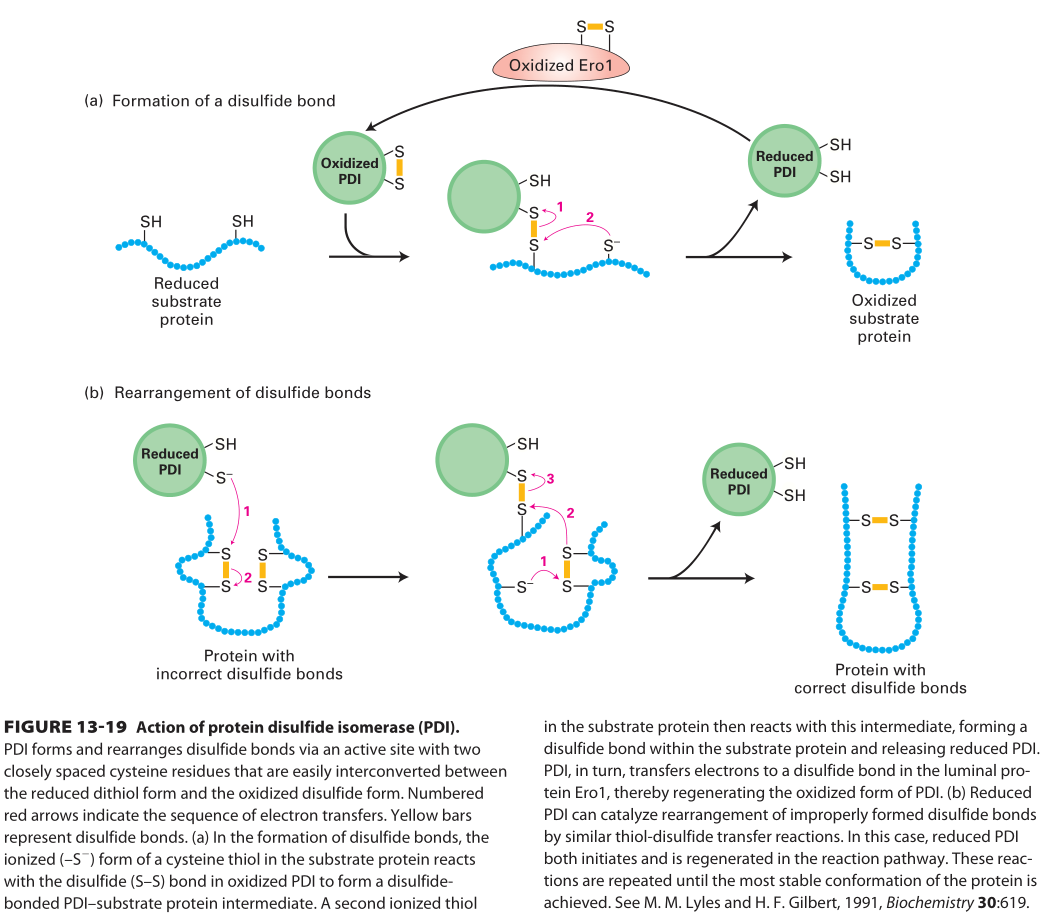 S S
Oxidized Ero1
(a) Formation of a disulfide bond
Oxidized
PDI
S
S
SH
S
1
S
2
S–
Reduced
PDI
SH
SH
SH SH
Reduced
substrate
protein
S S
Oxidized
substrate
protein
(b) Rearrangement of disulfide bonds
Reduced
PDI
SH
S–
1
S S
2
S S
Protein with
incorrect disulfide bonds
SH
S
3
S
2
S
1
S–
S
Reduced
PDI
SH
SH
S S
S S
Protein with
correct disulfide bonds
FIGURE 13-19 Action of protein disulfide isomerase (PDI).
PDI forms and rearranges disulfide bonds via an active site with two
closely spaced cysteine residues that are easily interconverted between
the reduced dithiol form and the oxidized disulfide form. Numbered
red arrows indicate the sequence of electron transfers. Yellow bars
represent disulfide bonds. (a) In the formation of disulfide bonds, the
ionized (–S–) form of a cysteine thiol in the substrate protein reacts
with the disulfide (S–S) bond in oxidized PDI to form a disulfide-
bonded PDI–substrate protein intermediate. A second ionized thiol
in the substrate protein then reacts with this intermediate, forming a
disulfide bond within the substrate protein and releasing reduced PDI.
PDI, in turn, transfers electrons to a disulfide bond in the luminal pro-
tein Ero1, thereby regenerating the oxidized form of PDI. (b) Reduced
PDI can catalyze rearrangement of improperly formed disulfide bonds
by similar thiol-disulfide transfer reactions. In this case, reduced PDI
both initiates and is regenerated in the reaction pathway. These reac-
tions are repeated until the most stable conformation of the protein is
achieved. See M. M. Lyles and H. F. Gilbert, 1991, Biochemistry 30:619.